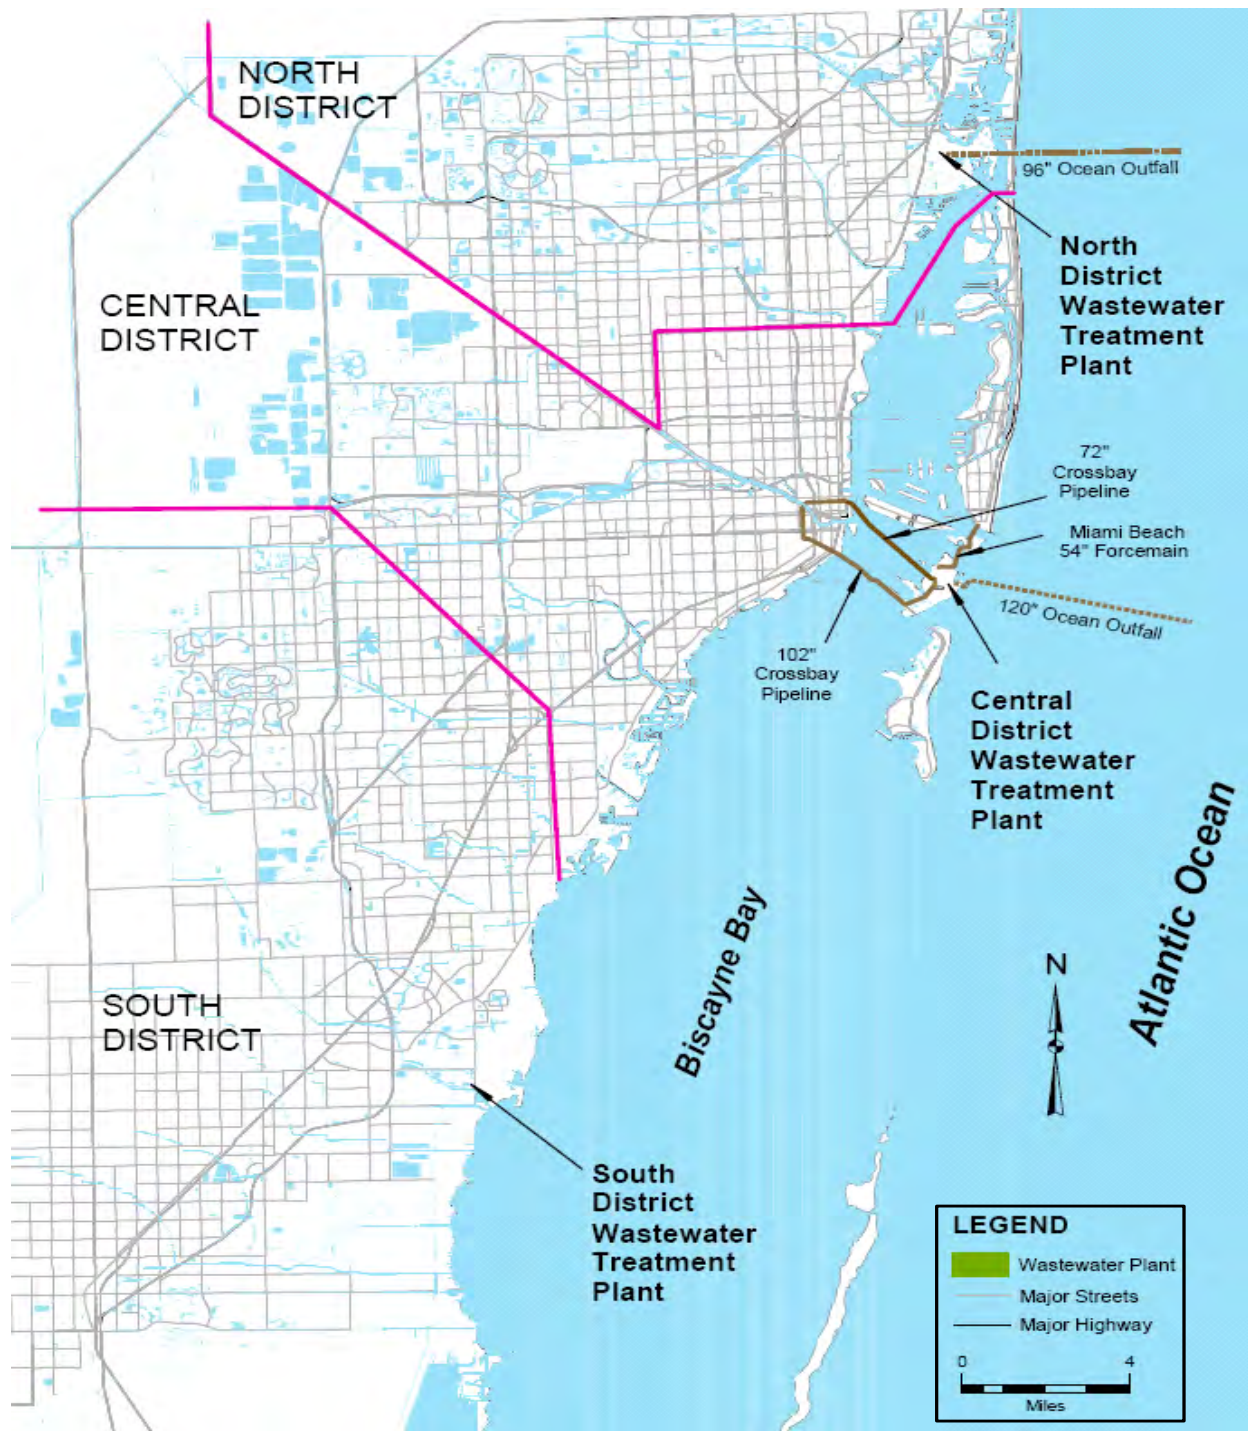 NORTH
DISTRICT
96" Ocean Outfall
North
District
Wastewater
Treatment
Plant
CENTRAL
DISTRICT
72"
Crossbay
Pipeline
Miami Beach
54" Forcemain
120" Ocean Outfall
102"
Crossbay
Pipeline
Central
District
Wastewater
Treatment
Plant
Atlantic Ocean
Biscayne Bay
N
SOUTH
DISTRICT
South
District
Wastewater
Treatment
Plant
LEGEND
Wastewater Plant
Major Streets
Major Highway
0 4
Miles